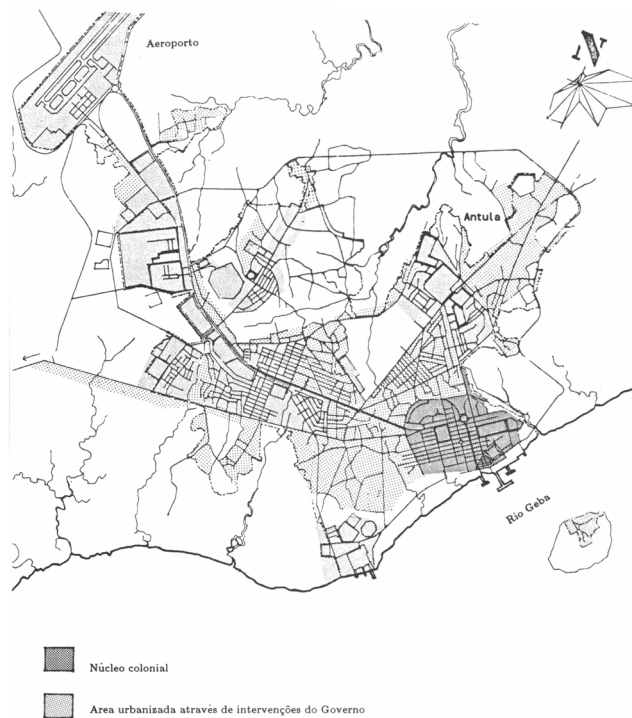 Aeroporto
Antula
Rio Geba
Núcleo colonial
Area urbanizada através de intervenções do Governo